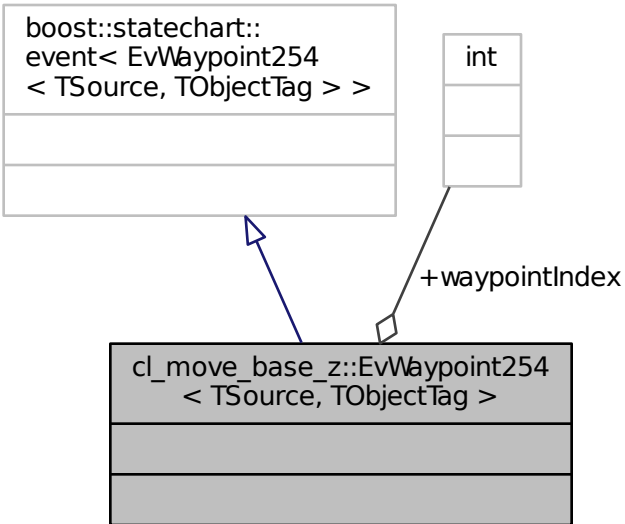 boost::statechart::
event< EvWaypoint254
< TSource, TObjectTag > >
int
+waypointIndex
cl_move_base_z::EvWaypoint254
< TSource, TObjectTag >